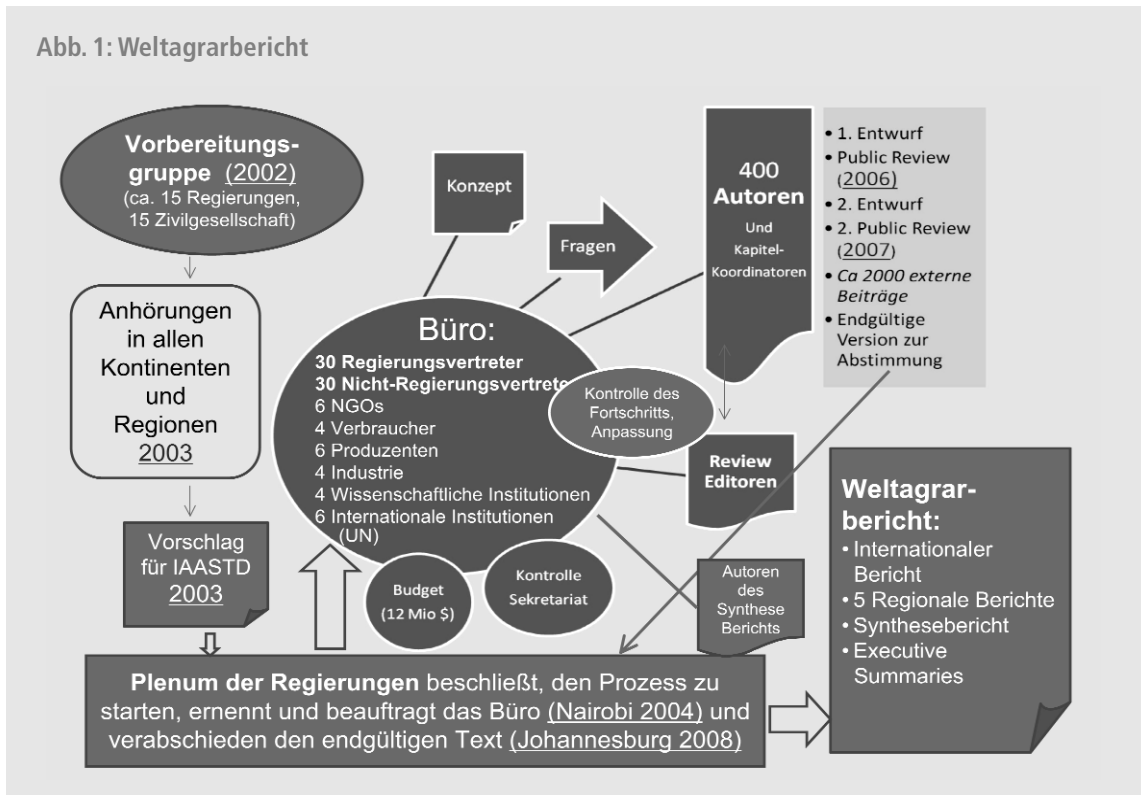 Abb. 1: Weltagrarbericht
Vorbereitungs-
gruppe (2002)
(ca. 15 Regierungen,
15 Zivilgesellschaft)
Anhörungen
in allen
Kontinenten
und
Regionen
2003
Vorschlag
für IAASTD
2003
Konzept
Fragen
Büro:
30 Regierungsvertreter
30 Nicht-Regierungsvertrete
6 NGOs
4 Verbraucher
6 Produzenten
4 Industrie
4 Wissenschaftliche Institutionen
6 Internationale Institutionen
(UN)
Kontrolle des
Fortschritts,
Anpassung
Budget
(12 Mio $)
Kontrolle
Sekretariat
400
Autoren
Und
Kapitel-
Koordinatoren
• 1. Entwurf
• Public Review
(2006)
• 2. Entwurf
• 2. Public Review
(2007)
• Ca 2000 externe
Beiträge
• Endgültige
Version zur
Abstimmung
Review
Editoren
Autoren
des
Synthese
Berichts
Plenum der Regierungen beschließt, den Prozess zu
starten, ernennt und beauftragt das Büro (Nairobi 2004) und
verabschieden den endgültigen Text (Johannesburg 2008)
Weltagrar-
bericht:
• Internationaler
Bericht
• 5 Regionale Berichte
• Synthesebericht
• Executive
Summaries